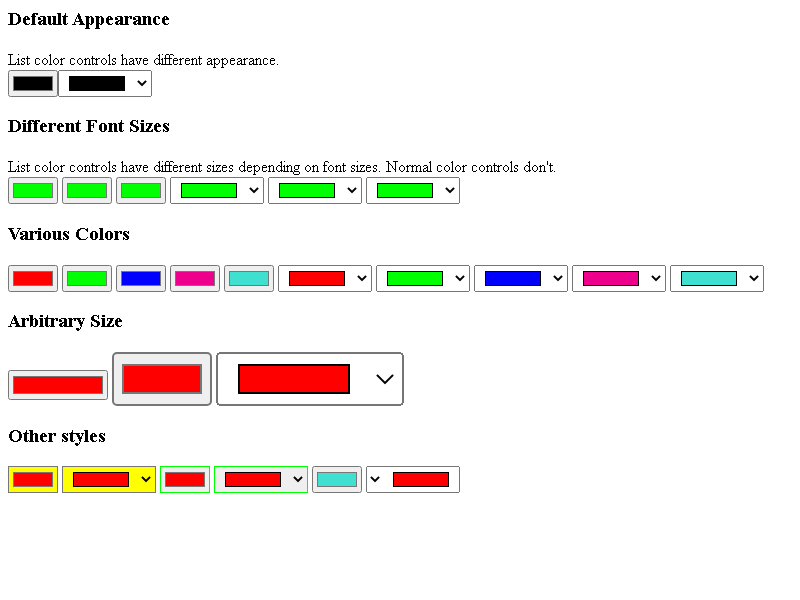 Default Appearance
List color controls have different appearance.
Different Font Sizes
List color controls have different sizes depending on font sizes. Normal color controls don't.
Various Colors
Arbitrary Size
Other styles